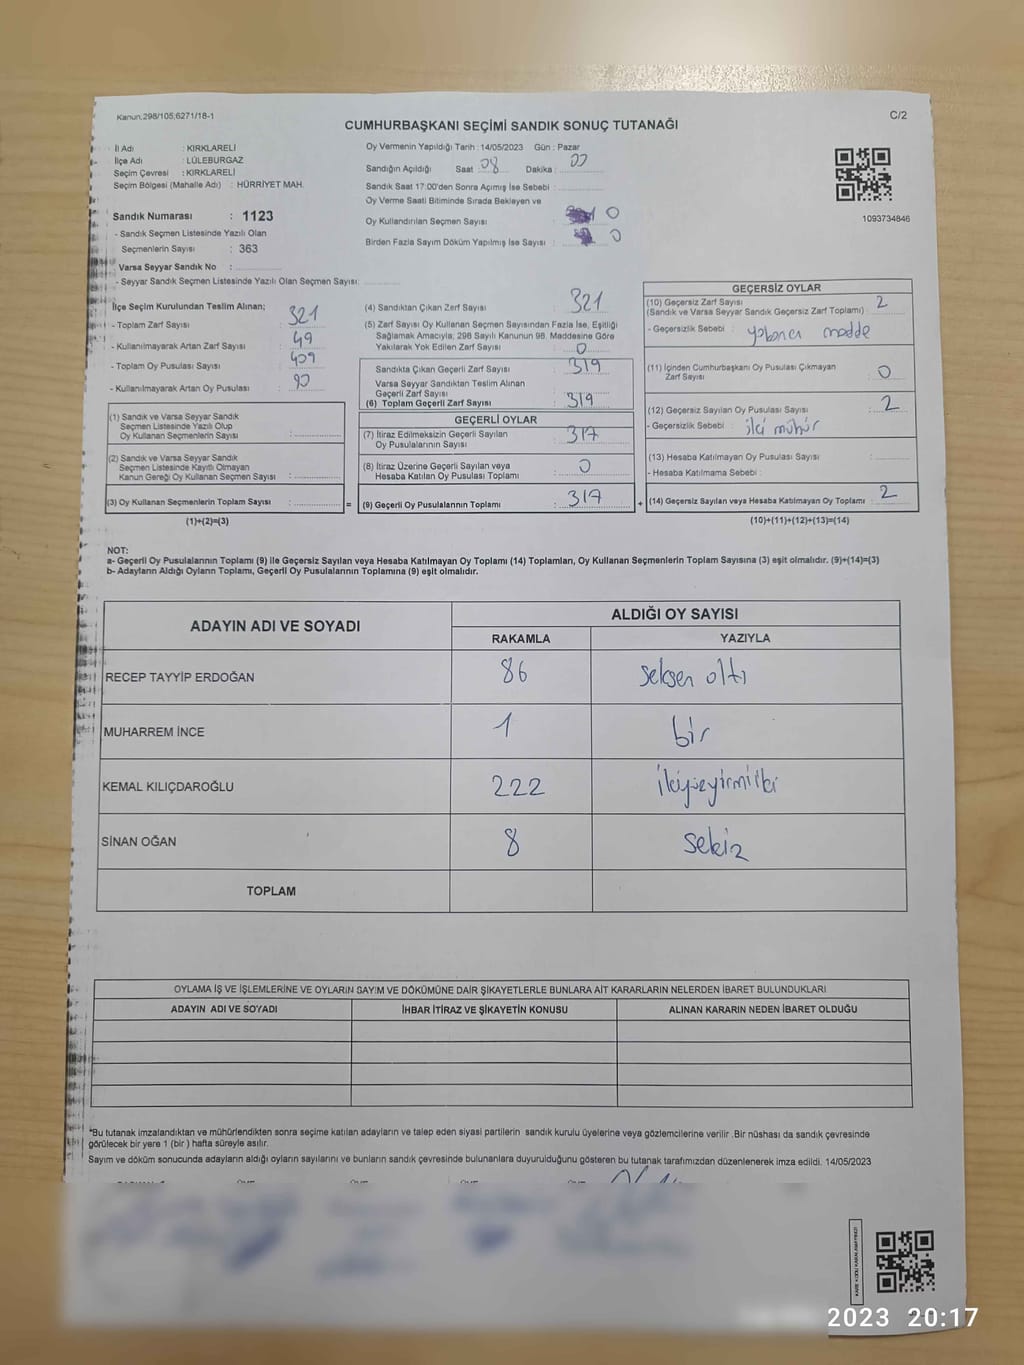 Kanun,298/105,6271/18-1
C/2
CUMHURBAŞKANI SEÇİMİ SANDIK SONUÇ TUTANAĞI
İl Adı : KIRKLARELİ
İlçe Adı : LÜLEBURGAZ
Seçim Çevresi : KIRKLARELİ
Seçim Bölgesi (Mahalle Adı) : HÜRRİYET MAH.
Sandık Numarası : 1123
- Sandık Seçmen Listesinde Yazılı Olan
Seçmenlerin Sayısı : 363
Varsa Seyyar Sandık No :
- Seyyar Sandık Seçmen Listesinde Yazılı Olan Seçmen Sayısı:
Oy Vermenin Yapıldığı Tarih : 14/05/2023 Gün : Pazar
Sandığın Açıldığı Saat 08 Dakika : 00
Sandık Saat 17.00'den Sonra Açımış İse Sebebi :
Oy Verme Saati Bitiminde Sırada Bekleyen ve
Oy Kullandırılan Seçmen Sayısı : 0
Birden Fazla Sayım Döküm Yapılmış İse Sayısı : 0
1093734846
İlçe Seçim Kurulundan Teslim Alınan;
- Toplam Zarf Sayısı : 321
- Kullanılmayarak Artan Zarf Sayısı : 49
- Toplam Oy Pusulası Sayısı : 409
- Kullanılmayarak Artan Oy Pusulası : 90
(1) Sandık ve Varsa Seyyar Sandık
Seçmen Listesinde Yazılı Olup
Oy Kullanan Seçmenlerin Sayısı :
(2) Sandık ve Varsa Seyyar Sandık
Seçmen Listesinde Kayıtlı Olmayan
Kanun Gereği Oy Kullanan Seçmen Sayısı :
(3) Oy Kullanan Seçmenlerin Toplam Sayısı : =
(1)+(2)=(3)
(4) Sandıktan Çıkan Zarf Sayısı : 321
(5) Zarf Sayısı Oy Kullanan Seçmen Sayısından Fazla İse, Eşitliği
Sağlamak Amacıyla, 298 Sayılı Kanunun 98. Maddesine Göre
Yakılarak Yok Edilen Zarf Sayısı : 0
Sandıkta Çıkan Geçerli Zarf Sayısı : 319
Varsa Seyyar Sandıktan Teslim Alınan
Geçerli Zarf Sayısı :
(6) Toplam Geçerli Zarf Sayısı : 319
GEÇERLİ OYLAR
(7) İtiraz Edilmeksizin Geçerli Sayılan
Oy Pusulalarının Sayısı : 317
(8) İtiraz Üzerine Geçerli Sayılan veya
Hesaba Katılan Oy Pusulası Toplamı : 0
(9) Geçerli Oy Pusulalarının Toplamı : 317 +
GEÇERSİZ OYLAR
(10) Geçersiz Zarf Sayısı : 2
(Sandık ve Varsa Seyyar Sandık Geçersiz Zarf Toplamı)
- Geçersizlik Sebebi : yabancı madde
(11) İçinden Cumhurbaşkanı Oy Pusulası Çıkmayan
Zarf Sayısı : 0
(12) Geçersiz Sayılan Oy Pusulası Sayısı : 2
- Geçersizlik Sebebi : iki mühür
(13) Hesaba Katılmayan Oy Pusulası Sayısı :
- Hesaba Katılmama Sebebi :
(14) Geçersiz Sayılan veya Hesaba Katılmayan Oy Toplamı : 2
(10)+(11)+(12)+(13)=(14)
NOT:
a- Geçerli Oy Pusulalarının Toplamı (9) ile Geçersiz Sayılan veya Hesaba Katılmayan Oy Toplamı (14) Toplamları, Oy Kullanan Seçmenlerin Toplam Sayısına (3) eşit olmalıdır. (9)+(14)=(3)
b- Adayların Aldığı Oyların Toplamı, Geçerli Oy Pusulalarının Toplamına (9) eşit olmalıdır.
ADAYIN ADI VE SOYADI
ALDIĞI OY SAYISI
RAKAMLA YAZIYLA
RECEP TAYYİP ERDOĞAN 86 seksen altı
MUHARREM İNCE 1 bir
KEMAL KILIÇDAROĞLU 222 ikiyüzyirmiiki
SİNAN OĞAN 8 sekiz
TOPLAM
OYLAMA İŞ VE İŞLEMLERİNE VE OYLARIN SAYIM VE DÖKÜMÜNE DAİR ŞİKAYETLERLE BUNLARA AİT KARARLARIN NELERDEN İBARET BULUNDUKLARI
ADAYIN ADI VE SOYADI İHBAR İTİRAZ VE ŞİKAYETİN KONUSU ALINAN KARARIN NEDEN İBARET OLDUĞU
*Bu tutanak imzalandıktan ve mühürlendikten sonra seçime katılan adayların ve talep eden siyasi partilerin sandık kurulu üyelerine veya gözlemcilerine verilir .Bir nüshası da sandık çevresinde
görülecek bir yere 1 (bir ) hafta süreyle asılır.
Sayım ve döküm sonucunda adayların aldığı oyların sayılarını ve bunların sandık çevresinde bulunanlara duyurulduğunu gösteren bu tutanak tarafımızdan düzenlenerek imza edildi. 14/05/2023
2023 20:17